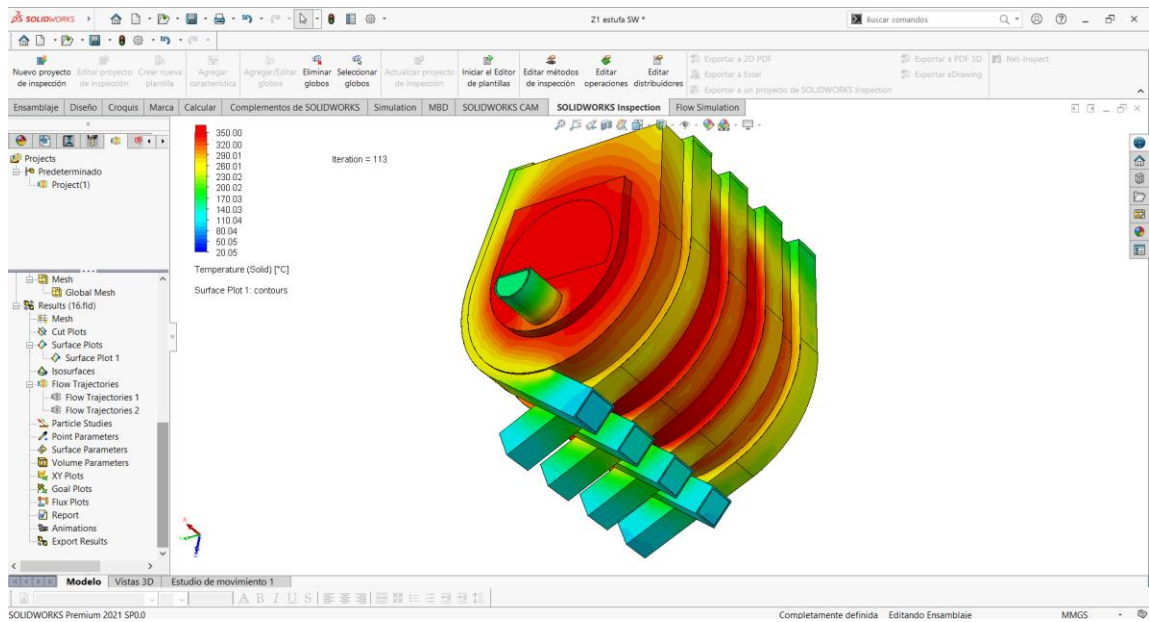 SOLIDWORKS
Z1 estufa SW *
Buscar comandos
Nuevo proyecto de inspección
Editar proyecto de inspección
Crear nueva plantilla
Agregar característica
Agregar/Editar globos
Eliminar globos
Seleccionar globos
Actualizar proyecto de inspección
Iniciar el Editor de plantillas
Editar métodos de inspección
Editar operaciones
Editar distribuidores
Exportar a 2D PDF
Exportar a Excel
Exportar a un proyecto de SOLIDWORKS Inspection
Exportar a PDF 3D
Exportar eDrawing
Net-Inspect
Ensamblaje Diseño Croquis Marca Calcular Complementos de SOLIDWORKS Simulation MBD SOLIDWORKS CAM SOLIDWORKS Inspection Flow Simulation
Projects
Predeterminado
Project(1)
Mesh
Global Mesh
Results (16.fld)
Mesh
Cut Plots
Surface Plots
Surface Plot 1
Isosurfaces
Flow Trajectories
Flow Trajectories 1
Flow Trajectories 2
Particle Studies
Point Parameters
Surface Parameters
Volume Parameters
XY Plots
Goal Plots
Flux Plots
Report
Animations
Export Results
350.00
320.00
290.01
260.01
230.02
200.02
170.03
140.03
110.04
80.04
50.05
20.05
Temperature (Solid) [°C]
Surface Plot 1: contours
Iteration = 113
Modelo Vistas 3D Estudio de movimiento 1
A B I U S
SOLIDWORKS Premium 2021 SP0.0
Completamente definida Editando Ensamblaje MMGS